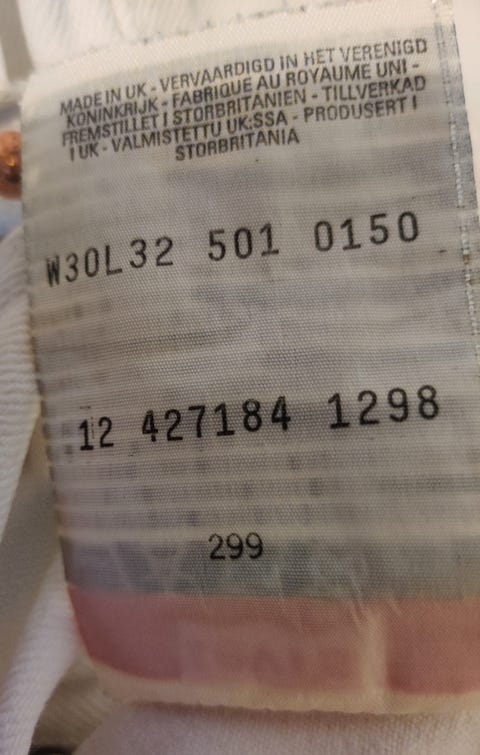 MADE IN UK - VERVAARDIGD IN HET VERENIGD
KONINKRIJK - FABRIQUE AU ROYAUME UNI -
FREMSTILLET I STORBRITANIEN - TILLVERKAD
I UK - VALMISTETTU UK:SSA - PRODUSERT I
STORBRITANIA
W30L32 501 0150
12 427184 1298
299